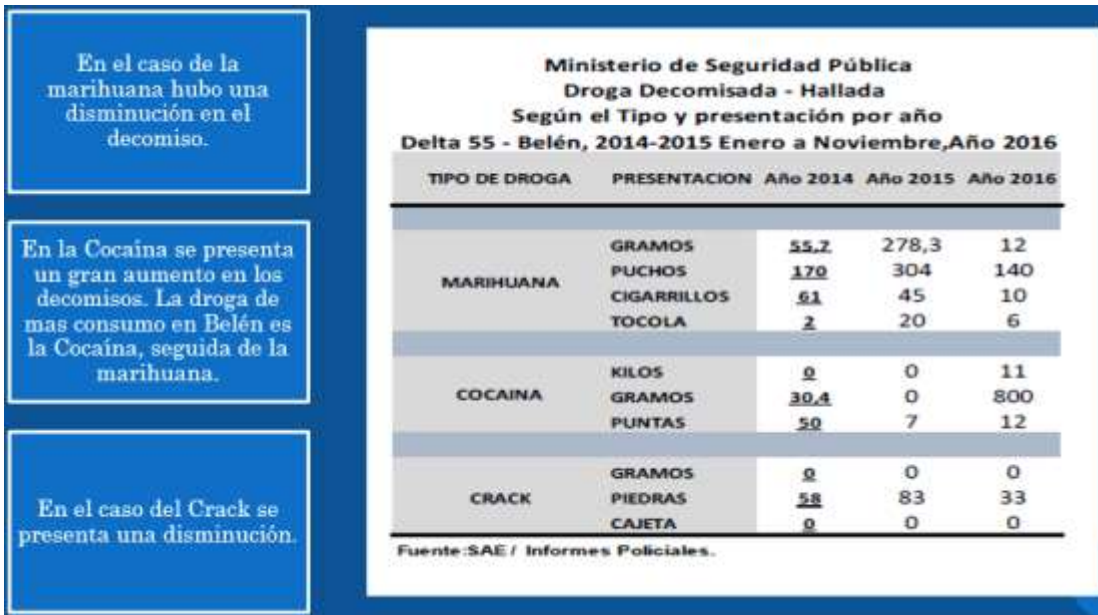 En el caso de la
marihuana hubo una
disminución en el
decomiso.
En la Cocaina se presenta
un gran aumento en los
decomisos. La droga de
mas consumo en Belén es
la Cocaína, seguida de la
marihuana.
En el caso del Crack se
presenta una disminución.
Ministerio de Seguridad Pública
Droga Decomisada - Hallada
Según el Tipo y presentación por año
Delta 55 - Belén, 2014-2015 Enero a Noviembre,Año 2016
TIPO DE DROGA PRESENTACION Año 2014 Año 2015 Año 2016
MARIHUANA
GRAMOS 55,7 278,3 12
PUCHOS 170 304 140
CIGARRILLOS 61 45 10
TOCOLA 2 20 6
COCAINA
KILOS 0 0 11
GRAMOS 30,4 0 800
PUNTAS 50 7 12
CRACK
GRAMOS 0 0 0
PIEDRAS 58 83 33
CAJETA 0 0 0
Fuente:SAE / Informes Policiales.